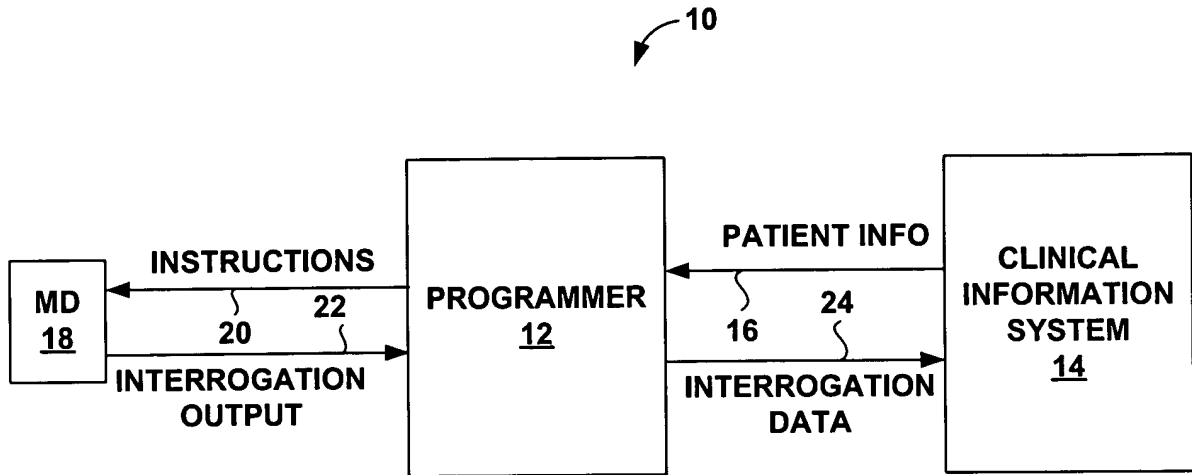 10
MD
18
INSTRUCTIONS
20
22
INTERROGATION
OUTPUT
PROGRAMMER
12
PATIENT INFO
16
24
INTERROGATION
DATA
CLINICAL
INFORMATION
SYSTEM
14